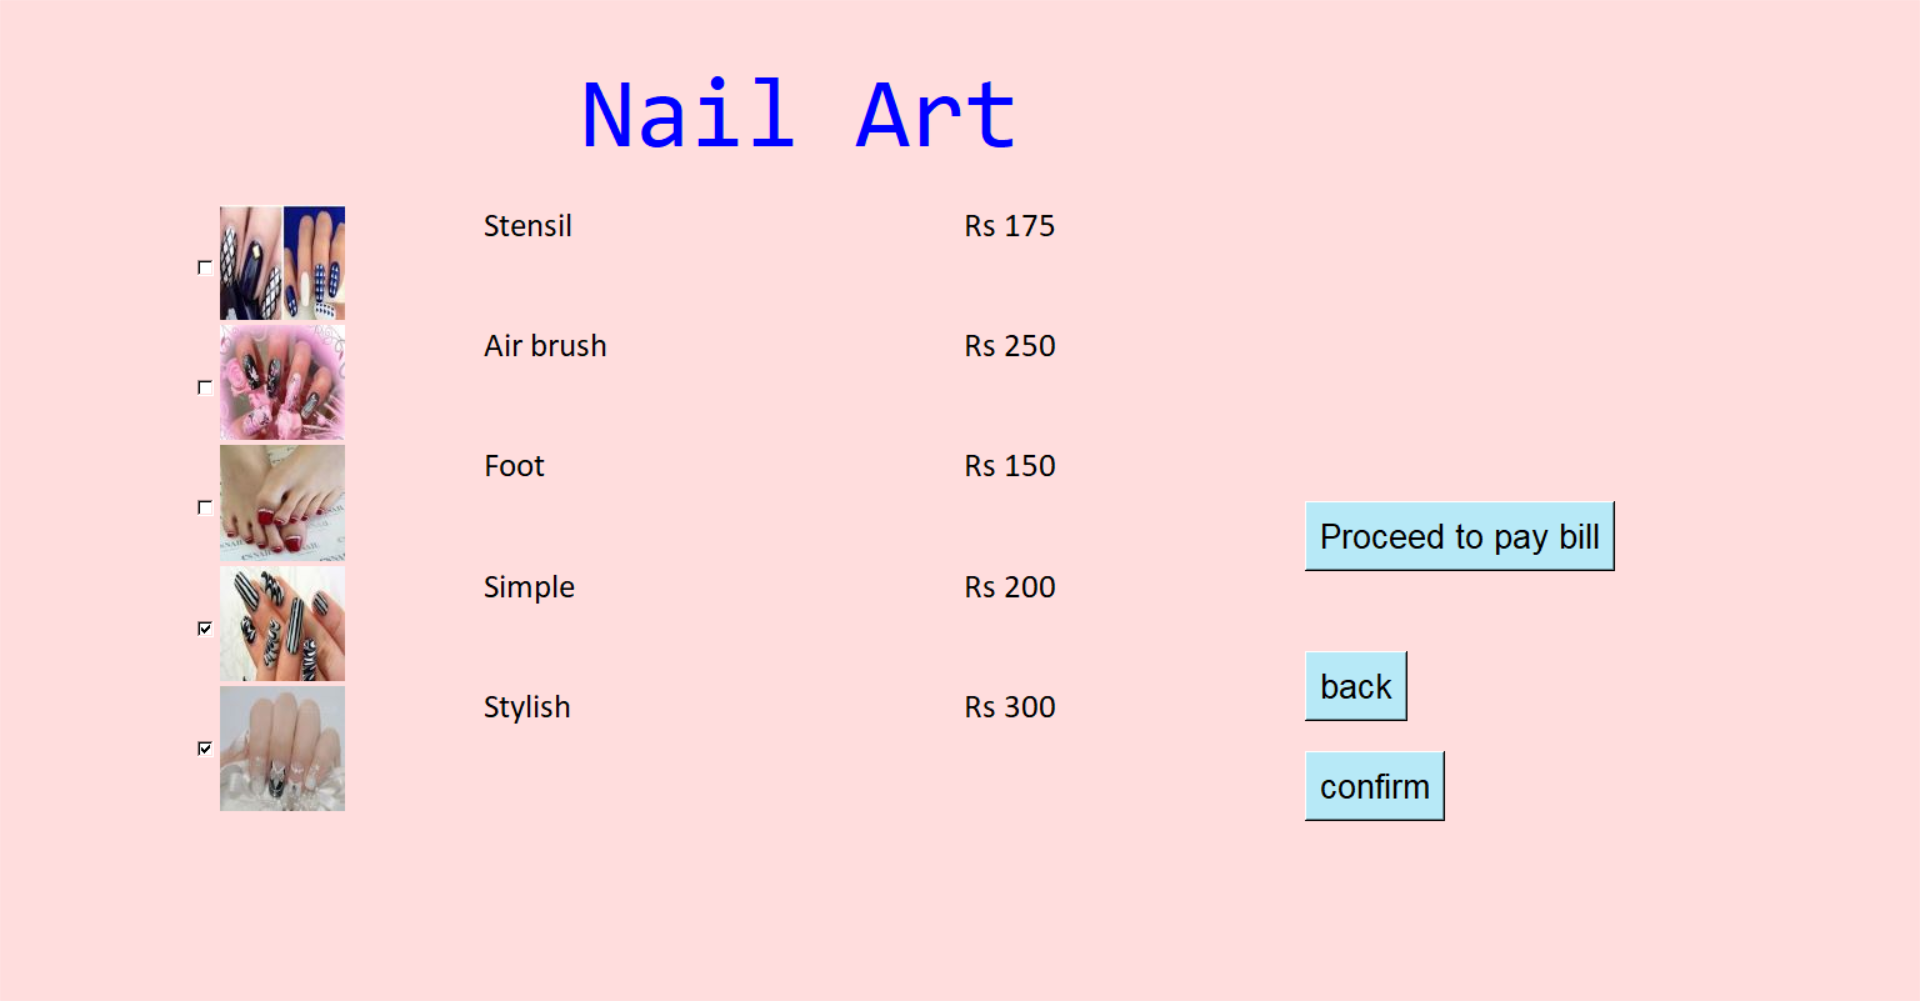 Nail Art
Stensil Rs 175
Air brush Rs 250
Foot Rs 150
Proceed to pay bill
Simple Rs 200
back
Stylish Rs 300
confirm